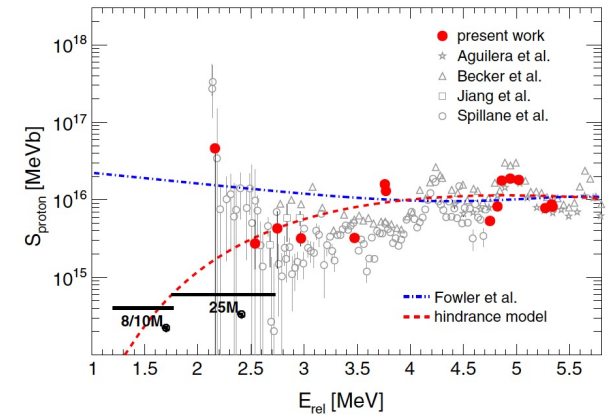 10^18
10^17
10^16
10^15
S_proton [MeVb]
present work
Aguilera et al.
Becker et al.
Jiang et al.
Spillane et al.
8/10M
25M
Fowler et al.
hindrance model
1 1.5 2 2.5 3 3.5 4 4.5 5 5.5
E_rel [MeV]